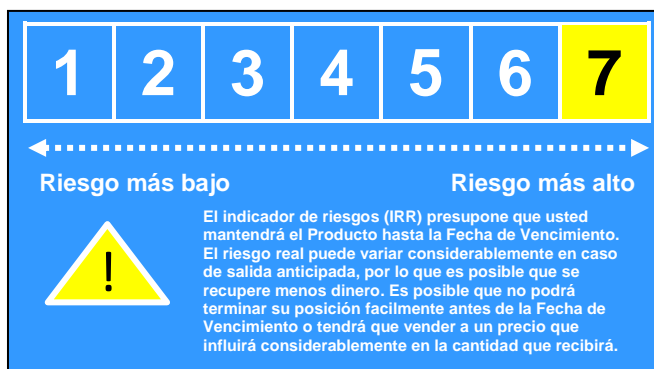 1 2 3 4 5 6 7
Riesgo más bajo Riesgo más alto
El indicador de riesgos (IRR) presupone que usted
mantendrá el Producto hasta la Fecha de Vencimiento.
El riesgo real puede variar considerablemente en caso
de salida anticipada, por lo que es posible que se
recupere menos dinero. Es posible que no podrá
terminar su posición facilmente antes de la Fecha de
Vencimiento o tendrá que vender a un precio que
influirá considerablemente en la cantidad que recibirá.
!